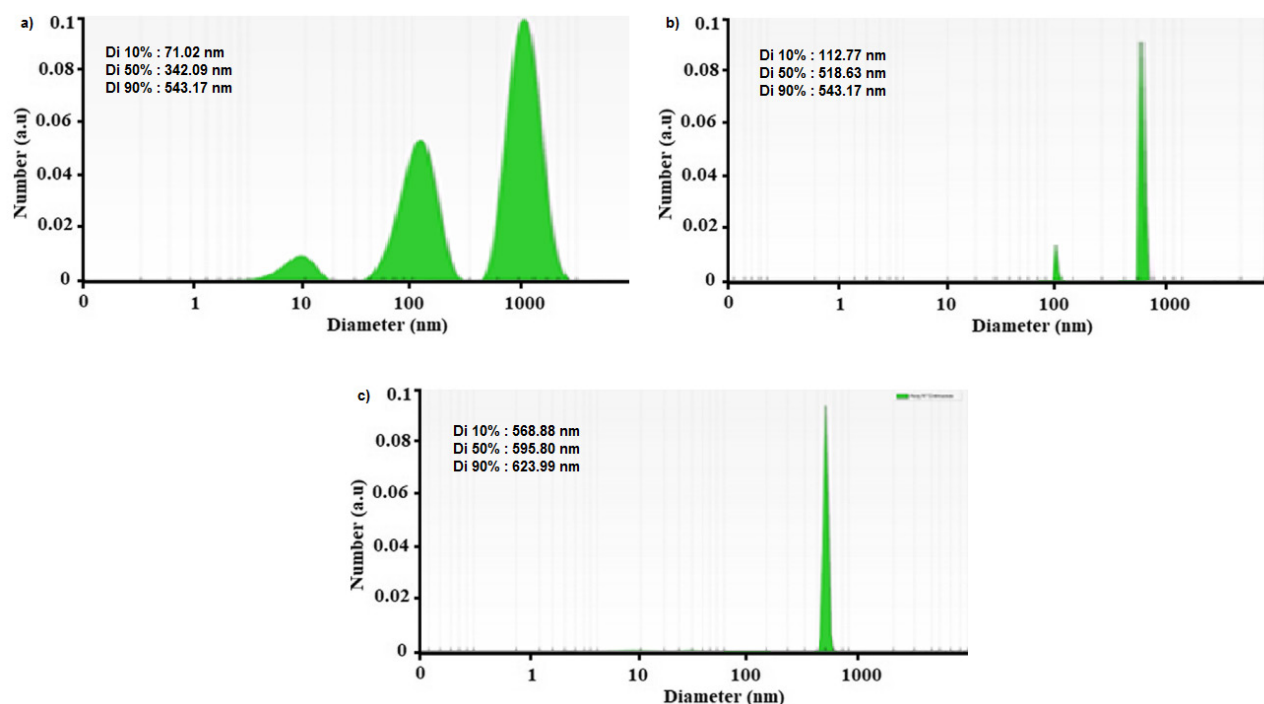 a)
Di 10% : 71.02 nm
Di 50% : 342.09 nm
DI 90% : 543.17 nm
Number (a.u)
0.1
0.08
0.06
0.04
0.02
0
0 1 10 100 1000
Diameter (nm)
b)
Di 10% : 112.77 nm
Di 50% : 518.63 nm
Di 90% : 543.17 nm
Number (a.u)
0.1
0.08
0.06
0.04
0.02
0
0 1 10 100 1000
Diameter (nm)
c)
Di 10% : 568.88 nm
Di 50% : 595.80 nm
Di 90% : 623.99 nm
Number (a.u)
0.1
0.08
0.06
0.04
0.02
0
0 1 10 100 1000
Diameter (nm)